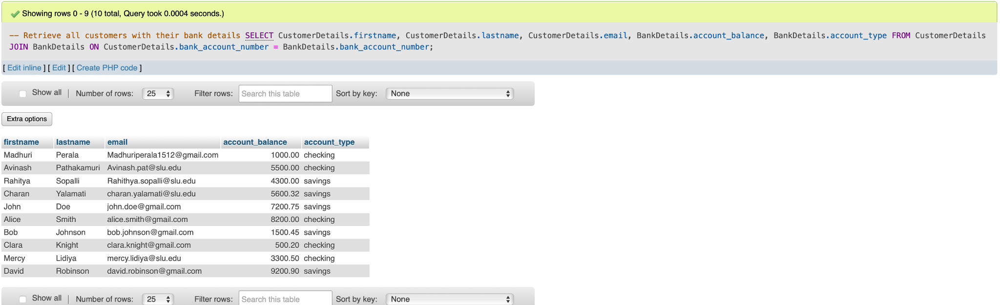 Showing rows 0 - 9 (10 total, Query took 0.0004 seconds.)
-- Retrieve all customers with their bank details SELECT CustomerDetails.firstname, CustomerDetails.lastname, CustomerDetails.email, BankDetails.account_balance, BankDetails.account_type FROM CustomerDetails
JOIN BankDetails ON CustomerDetails.bank_account_number = BankDetails.bank_account_number;
[ Edit inline ] [ Edit ] [ Create PHP code ]
Show all | Number of rows: 25 Filter rows: Search this table Sort by key: None
Extra options
firstname lastname email account_balance account_type
Madhuri Perala Madhuriperala1512@gmail.com 1000.00 checking
Avinash Pathakamuri Avinash.pat@slu.edu 5500.00 checking
Rahitya Sopalli Rahithya.sopalli@slu.edu 4300.00 savings
Charan Yalamati charan.yalamati@slu.edu 5600.32 savings
John Doe john.doe@gmail.com 7200.75 savings
Alice Smith alice.smith@gmail.com 8200.00 checking
Bob Johnson bob.johnson@gmail.com 1500.45 savings
Clara Knight clara.knight@gmail.com 500.20 checking
Mercy Lidiya mercy.lidiya@slu.edu 3300.50 checking
David Robinson david.robinson@gmail.com 9200.90 savings
Show all | Number of rows: 25 Filter rows: Search this table Sort by key: None